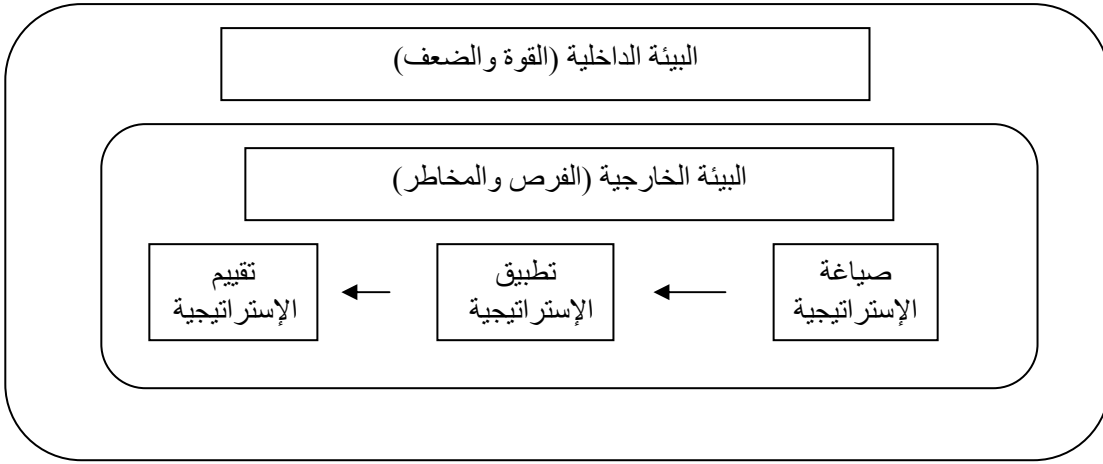 البيئة الداخلية (القوة والضعف)
البيئة الخارجية (الفرص والمخاطر)
صياغة
الإستراتيجية
تطبيق
الإستراتيجية
تقييم
الإستراتيجية